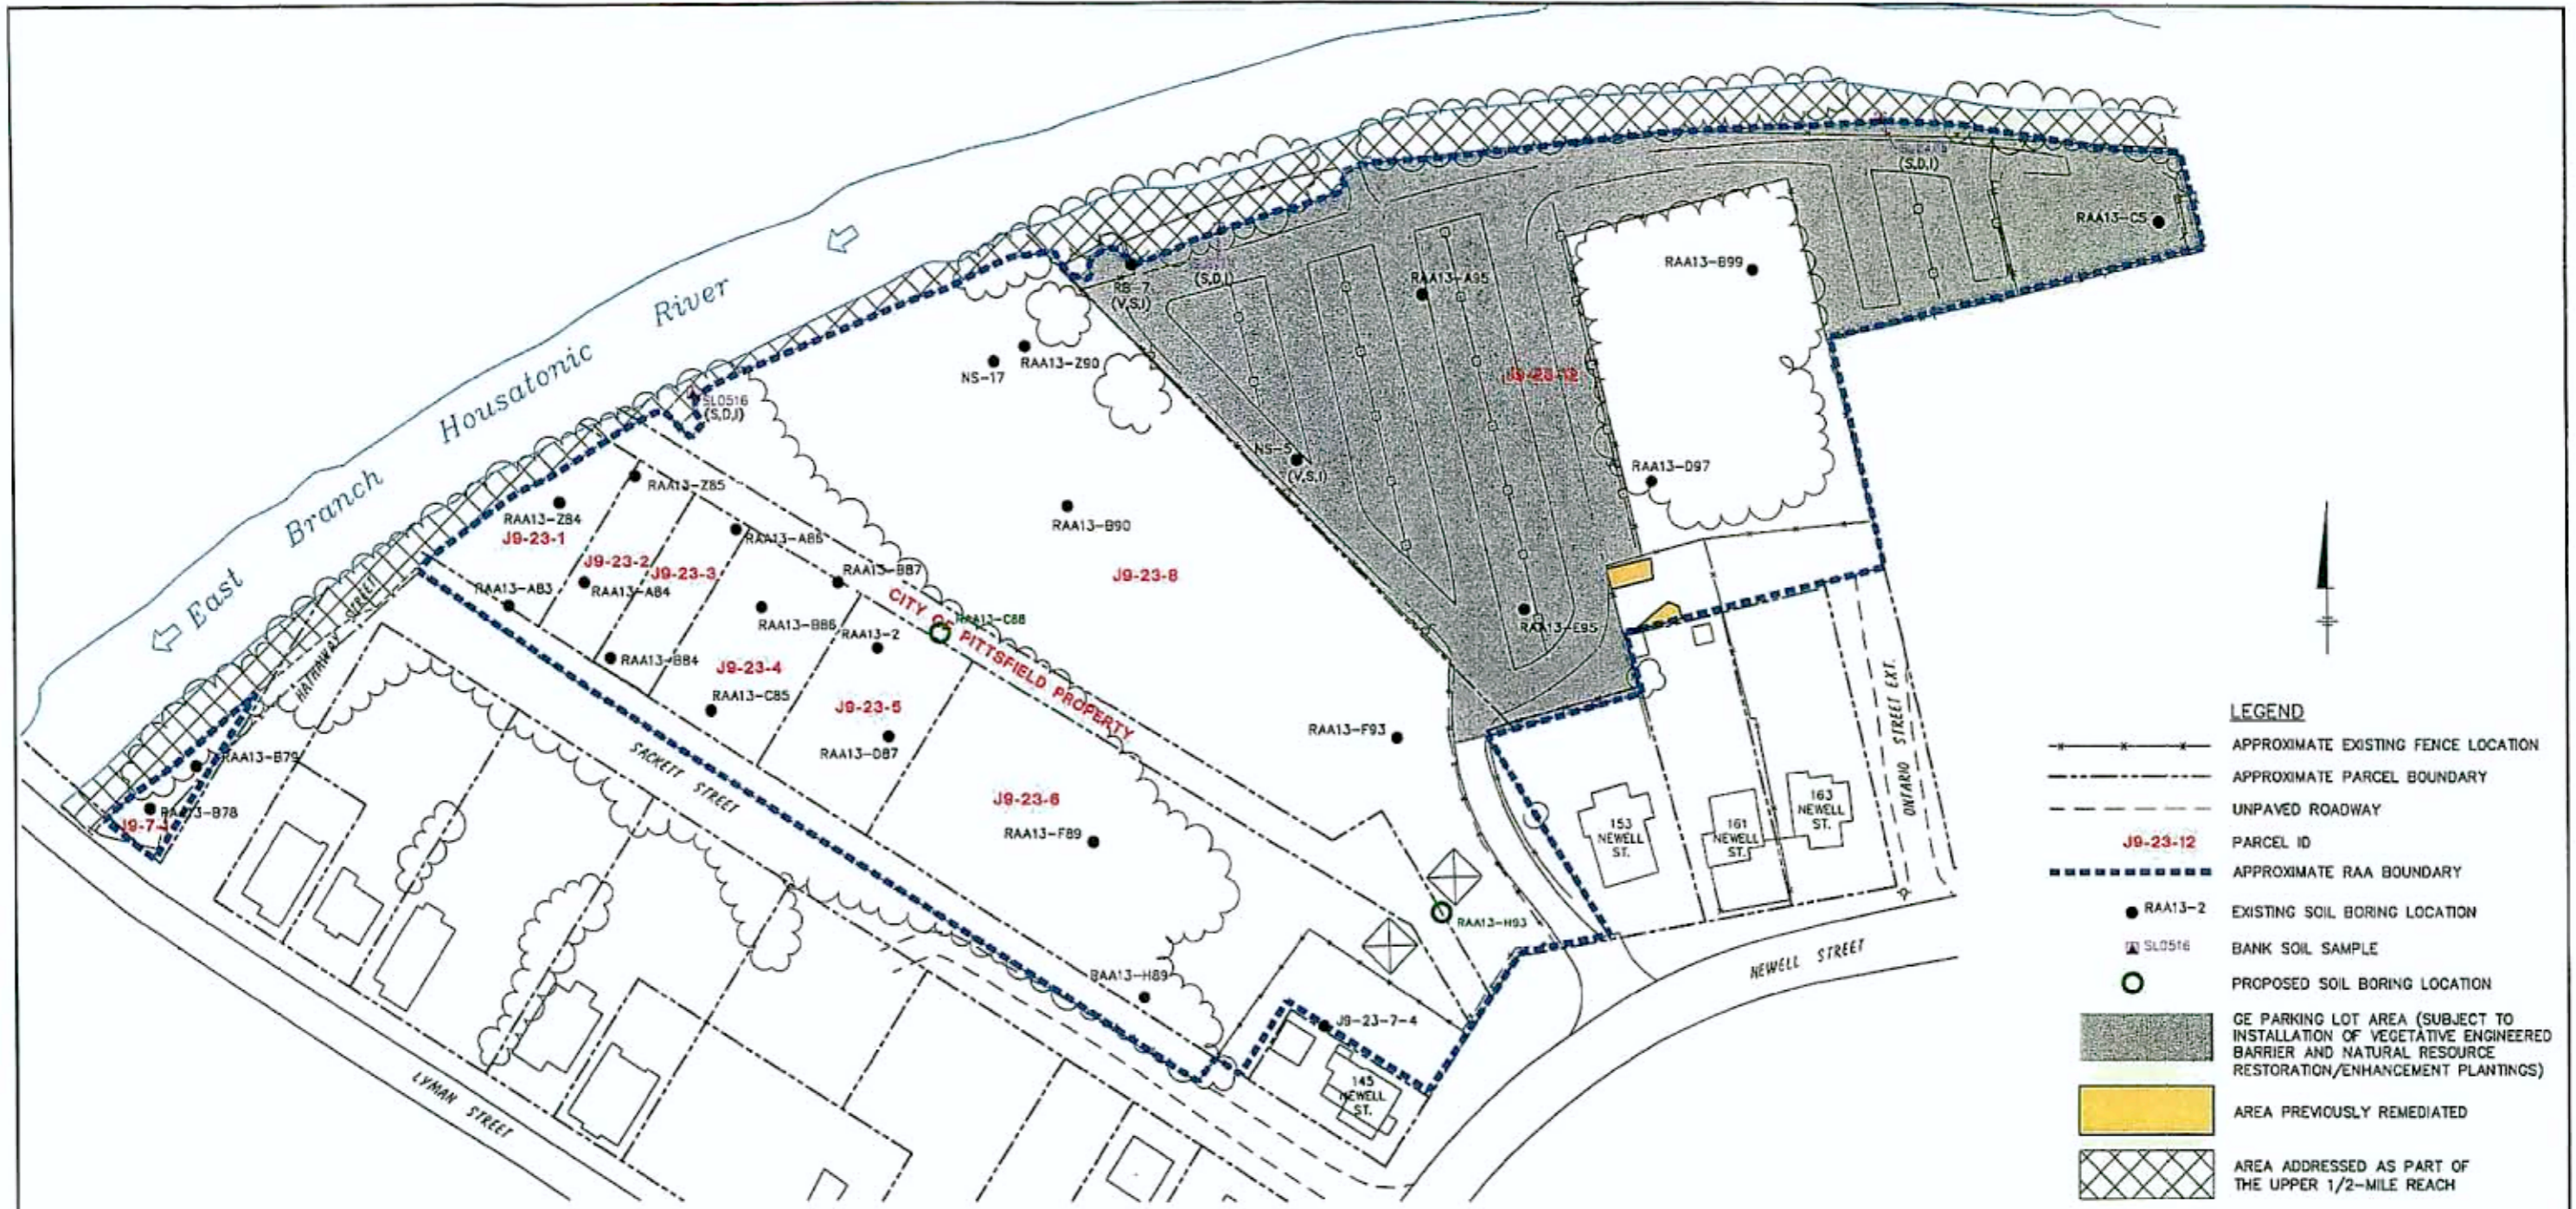 East Branch Housatonic River
SL0516
(S,D,I)
(S,D,I)
(S,D,I)
RB-7
(V,S,I)
RAA13-C5
RAA13-B99
RAA13-A95
J9-23-12
RAA13-Z90
NS-17
NS-5
(V,S,I)
RAA13-D97
RAA13-Z85
RAA13-Z84
J9-23-1
RAA13-B90
J9-23-2
J9-23-3
J9-23-8
RAA13-B87
RAA13-A83
RAA13-A84
CITY OF PITTSFIELD PROPERTY
RAA13-C88
RAA13-B86
RAA13-2
RAA13-E95
RAA13-B84
J9-23-4
RAA13-C85
J9-23-5
RAA13-D87
RAA13-F93
HATHAWAY STREET
SACKETT STREET
RAA13-B79
RAA13-B78
J9-23-6
RAA13-F89
153
NEWELL
ST.
161
NEWELL
ST.
163
NEWELL
ST.
ONTARIO STREET EXT.
RAA13-H93
NEWELL STREET
J9-23-7-4
145
NEWELL
ST.
LYMAN STREET
LEGEND
APPROXIMATE EXISTING FENCE LOCATION
APPROXIMATE PARCEL BOUNDARY
UNPAVED ROADWAY
J9-23-12 PARCEL ID
APPROXIMATE RAA BOUNDARY
RAA13-2 EXISTING SOIL BORING LOCATION
SL0516 BANK SOIL SAMPLE
PROPOSED SOIL BORING LOCATION
GE PARKING LOT AREA (SUBJECT TO
INSTALLATION OF VEGETATIVE ENGINEERED
BARRIER AND NATURAL RESOURCE
RESTORATION/ENHANCEMENT PLANTINGS)
AREA PREVIOUSLY REMEDIATED
AREA ADDRESSED AS PART OF
THE UPPER 1/2-MILE REACH